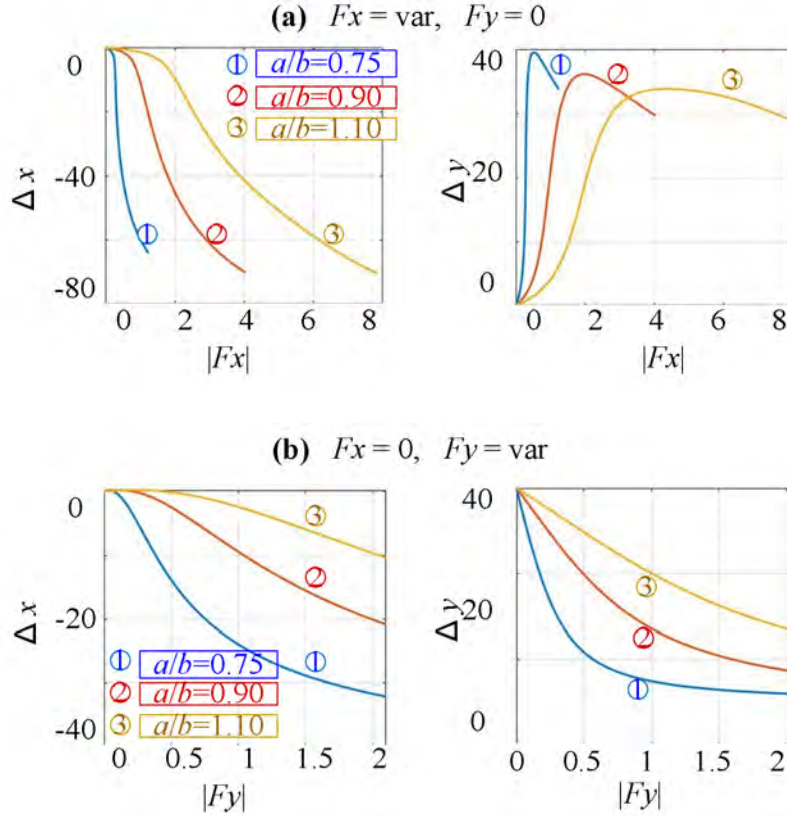 (a) Fx = var, Fy = 0
0
-40
-80
Δ x
① a/b=0.75
② a/b=0.90
③ a/b=1.10
①
②
③
0 2 4 6 8
|Fx|
40
20
0
Δ y
①
②
③
0 2 4 6 8
|Fx|
(b) Fx = 0, Fy = var
0
-20
-40
Δ x
③
②
①
① a/b=0.75
② a/b=0.90
③ a/b=1.10
0 0.5 1 1.5 2
|Fy|
40
20
0
Δ y
③
②
①
0 0.5 1 1.5 2
|Fy|